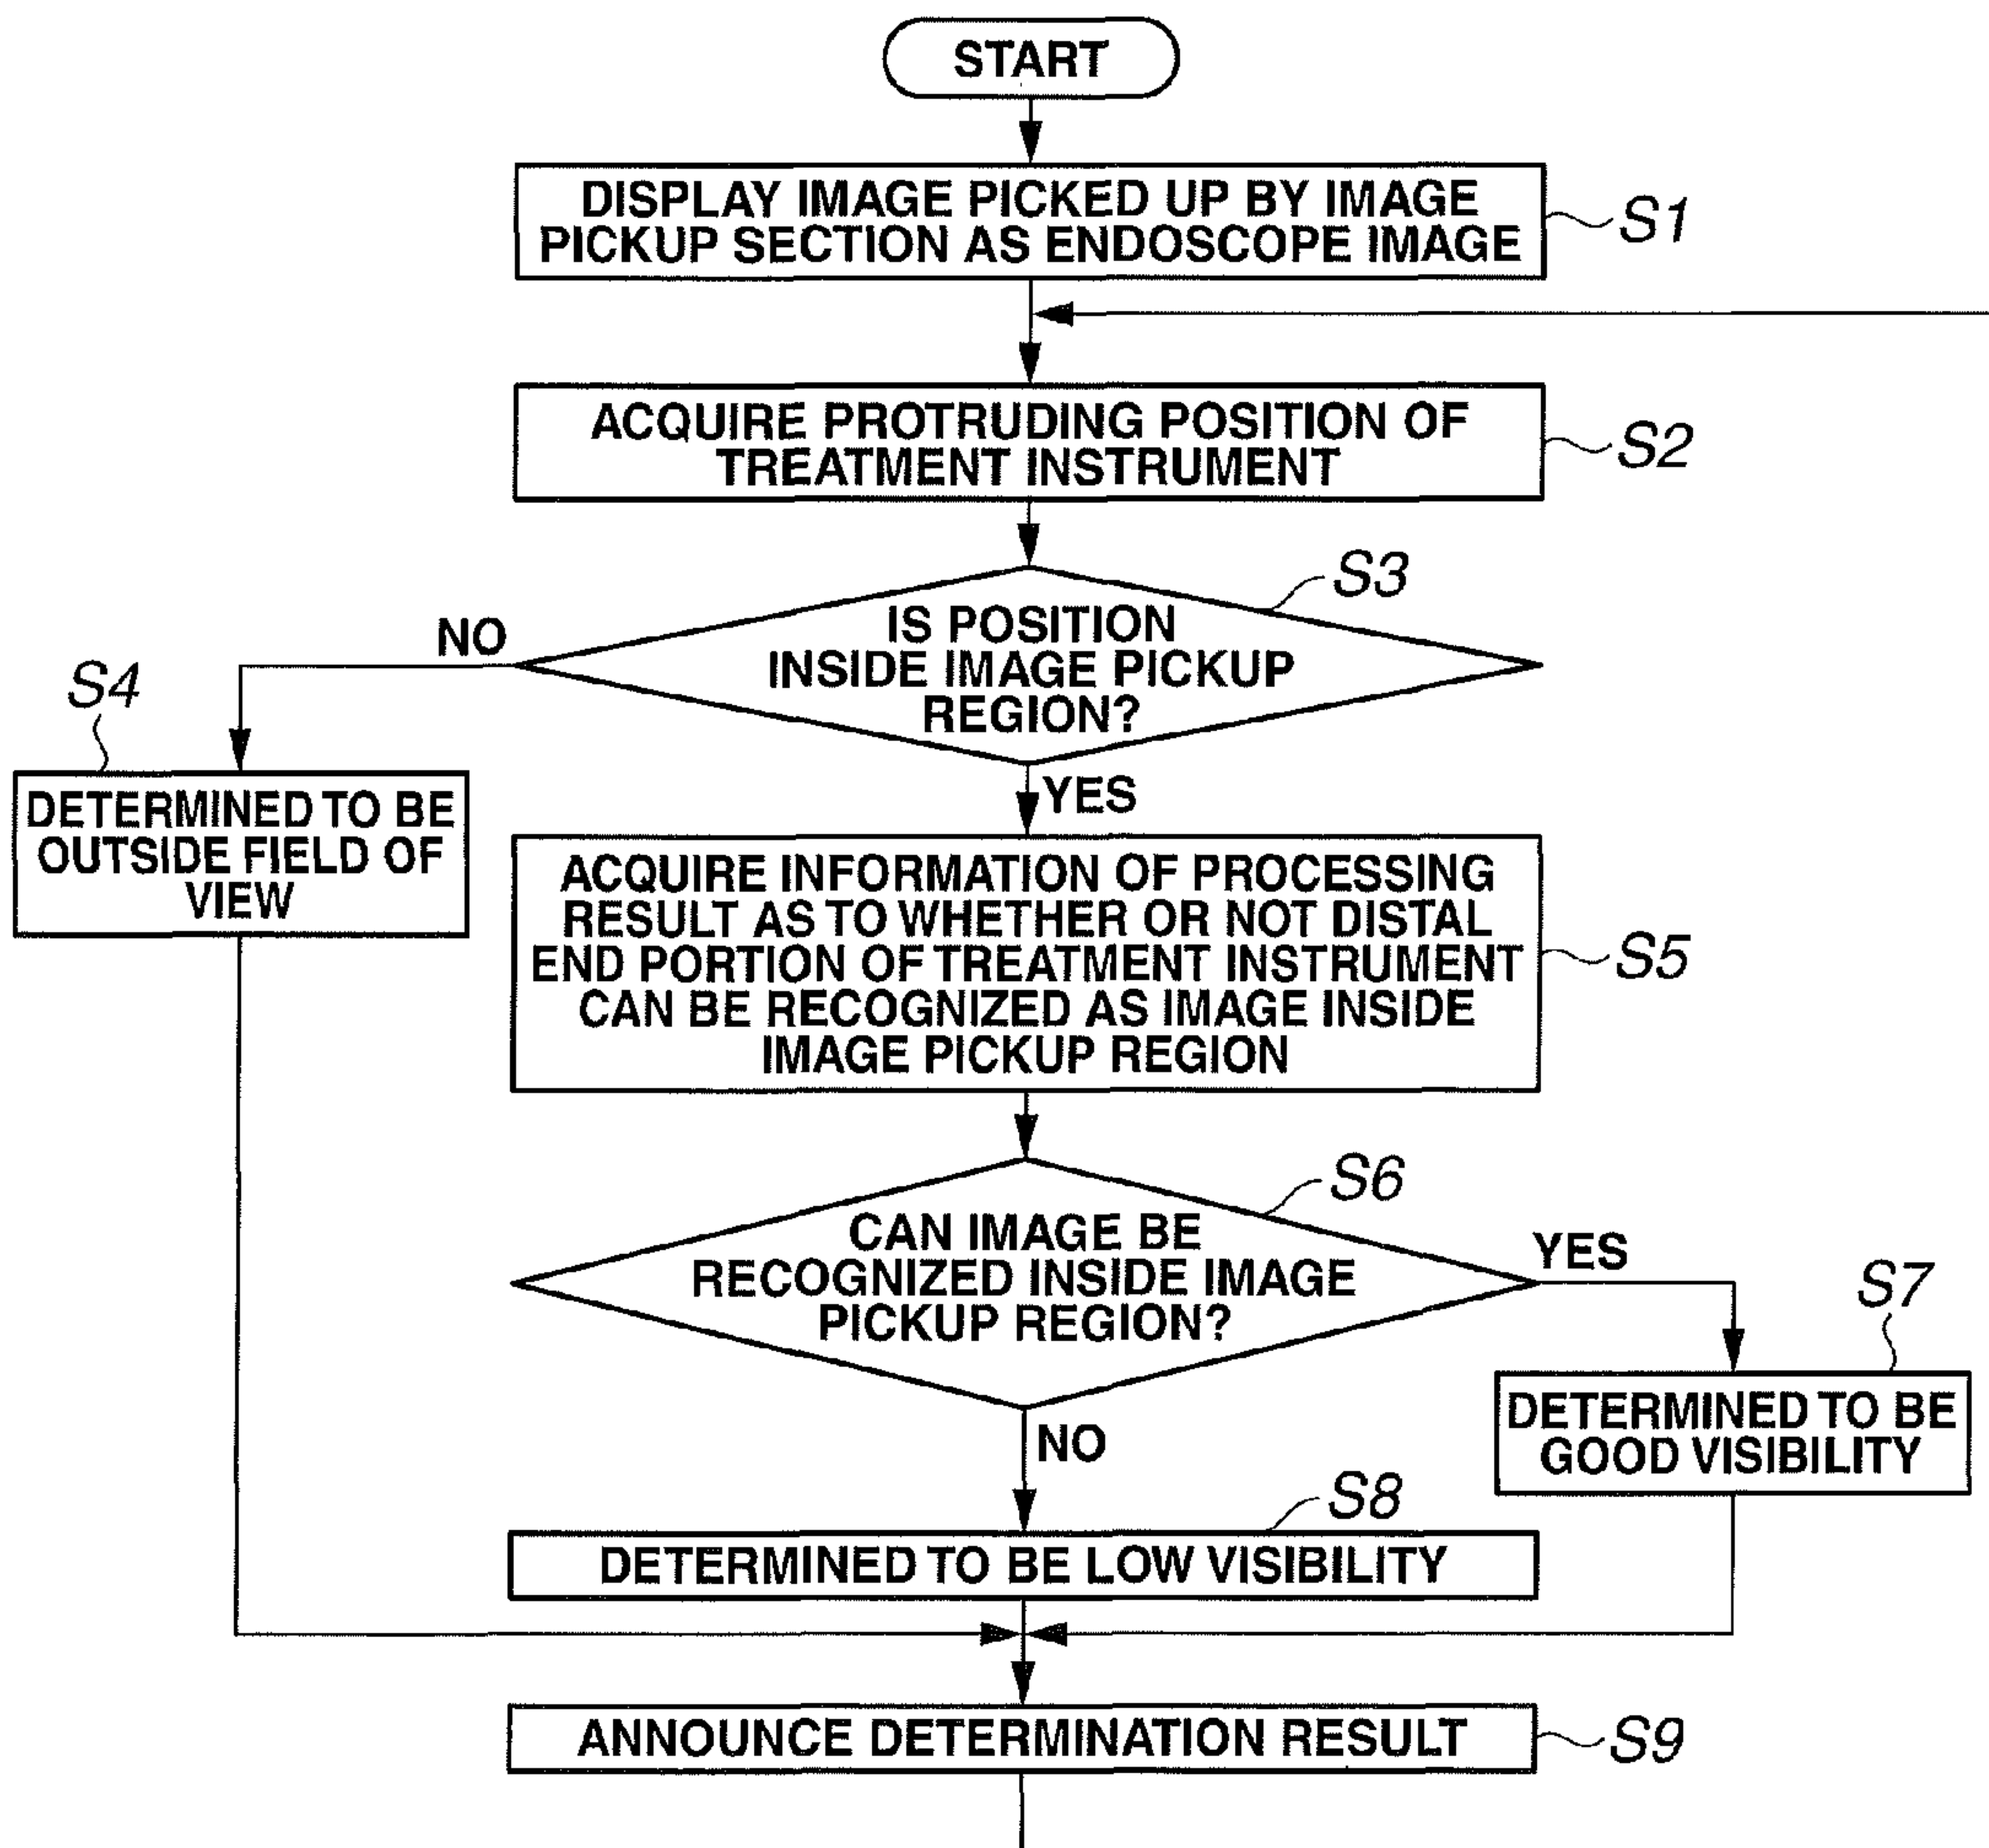 START
DISPLAY IMAGE PICKED UP BY IMAGE
PICKUP SECTION AS ENDOSCOPE IMAGE
S1
ACQUIRE PROTRUDING POSITION OF
TREATMENT INSTRUMENT
S2
S3
IS POSITION
INSIDE IMAGE PICKUP
REGION?
NO
S4
DETERMINED TO BE
OUTSIDE FIELD OF
VIEW
YES
ACQUIRE INFORMATION OF PROCESSING
RESULT AS TO WHETHER OR NOT DISTAL
END PORTION OF TREATMENT INSTRUMENT
CAN BE RECOGNIZED AS IMAGE INSIDE
IMAGE PICKUP REGION
S5
S6
CAN IMAGE BE
RECOGNIZED INSIDE IMAGE
PICKUP REGION?
YES
S7
DETERMINED TO BE
GOOD VISIBILITY
NO
S8
DETERMINED TO BE LOW VISIBILITY
ANNOUNCE DETERMINATION RESULT
S9